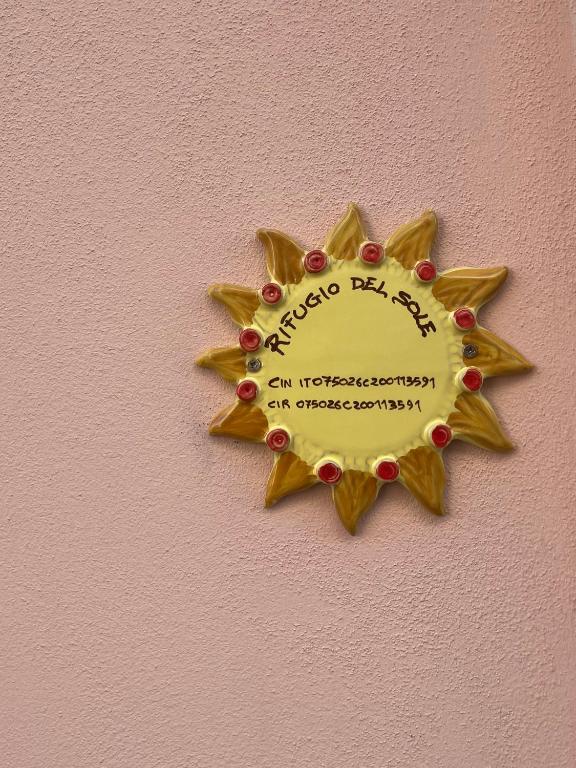 RIFUGIO DEL SOLE
CIN IT075026C200113591
CIR 075026C200113591